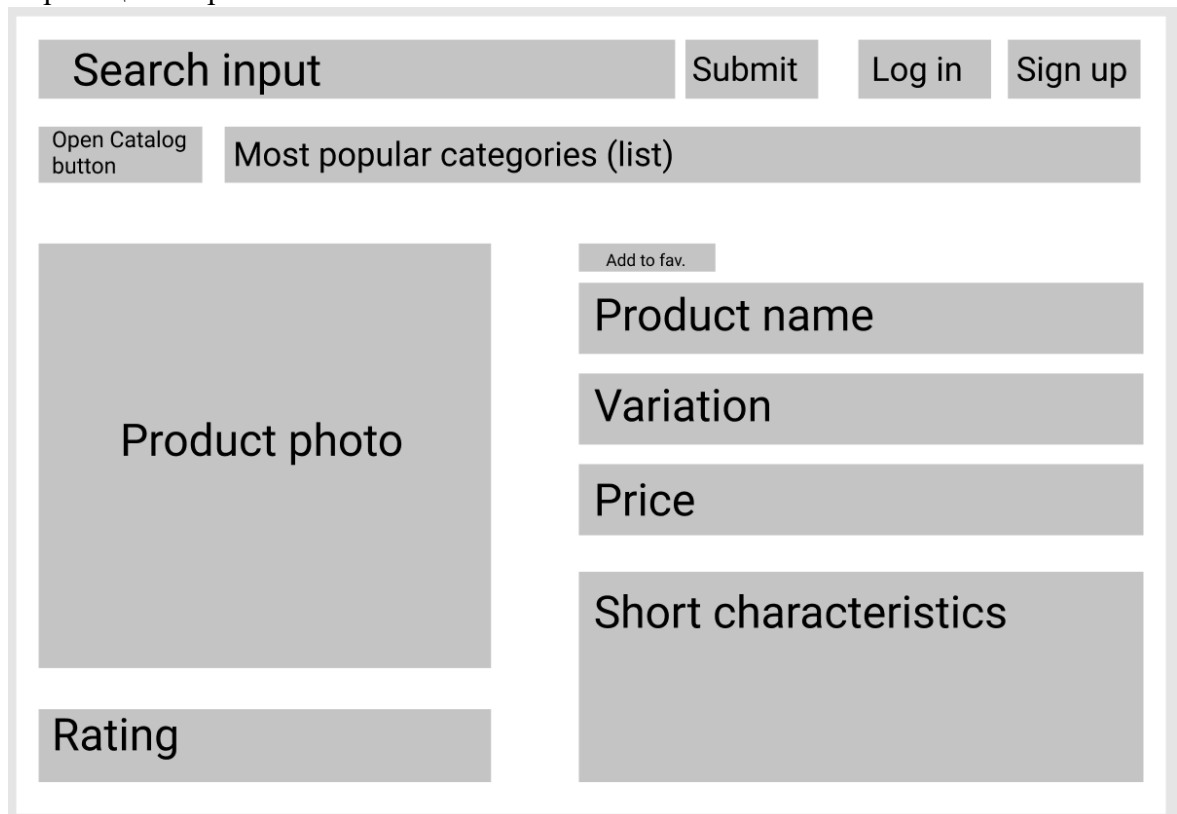 Search input
Submit
Log in
Sign up
Open Catalog
button
Most popular categories (list)
Add to fav.
Product name
Variation
Product photo
Price
Short characteristics
Rating